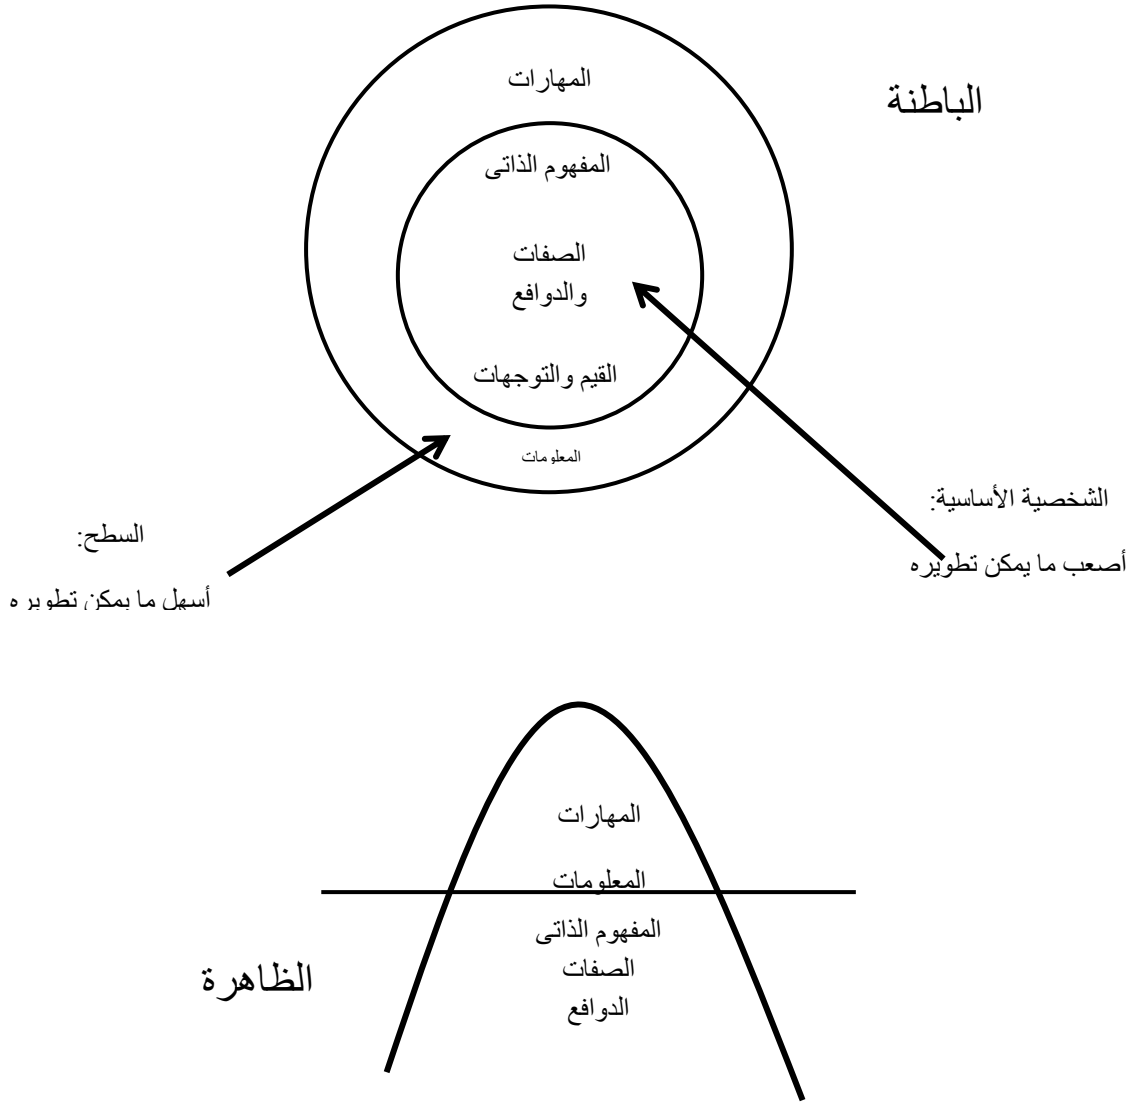 المهارات
الباطنة
المفهوم الذاتى
الصفات
والدوافع
القيم والتوجهات
المعلومات
الشخصية الأساسية:
أصعب ما يمكن تطويره
السطح:
أسهل ما يمكن تطويره
المهارات
المعلومات
المفهوم الذاتى
الصفات
الدوافع
الظاهرة